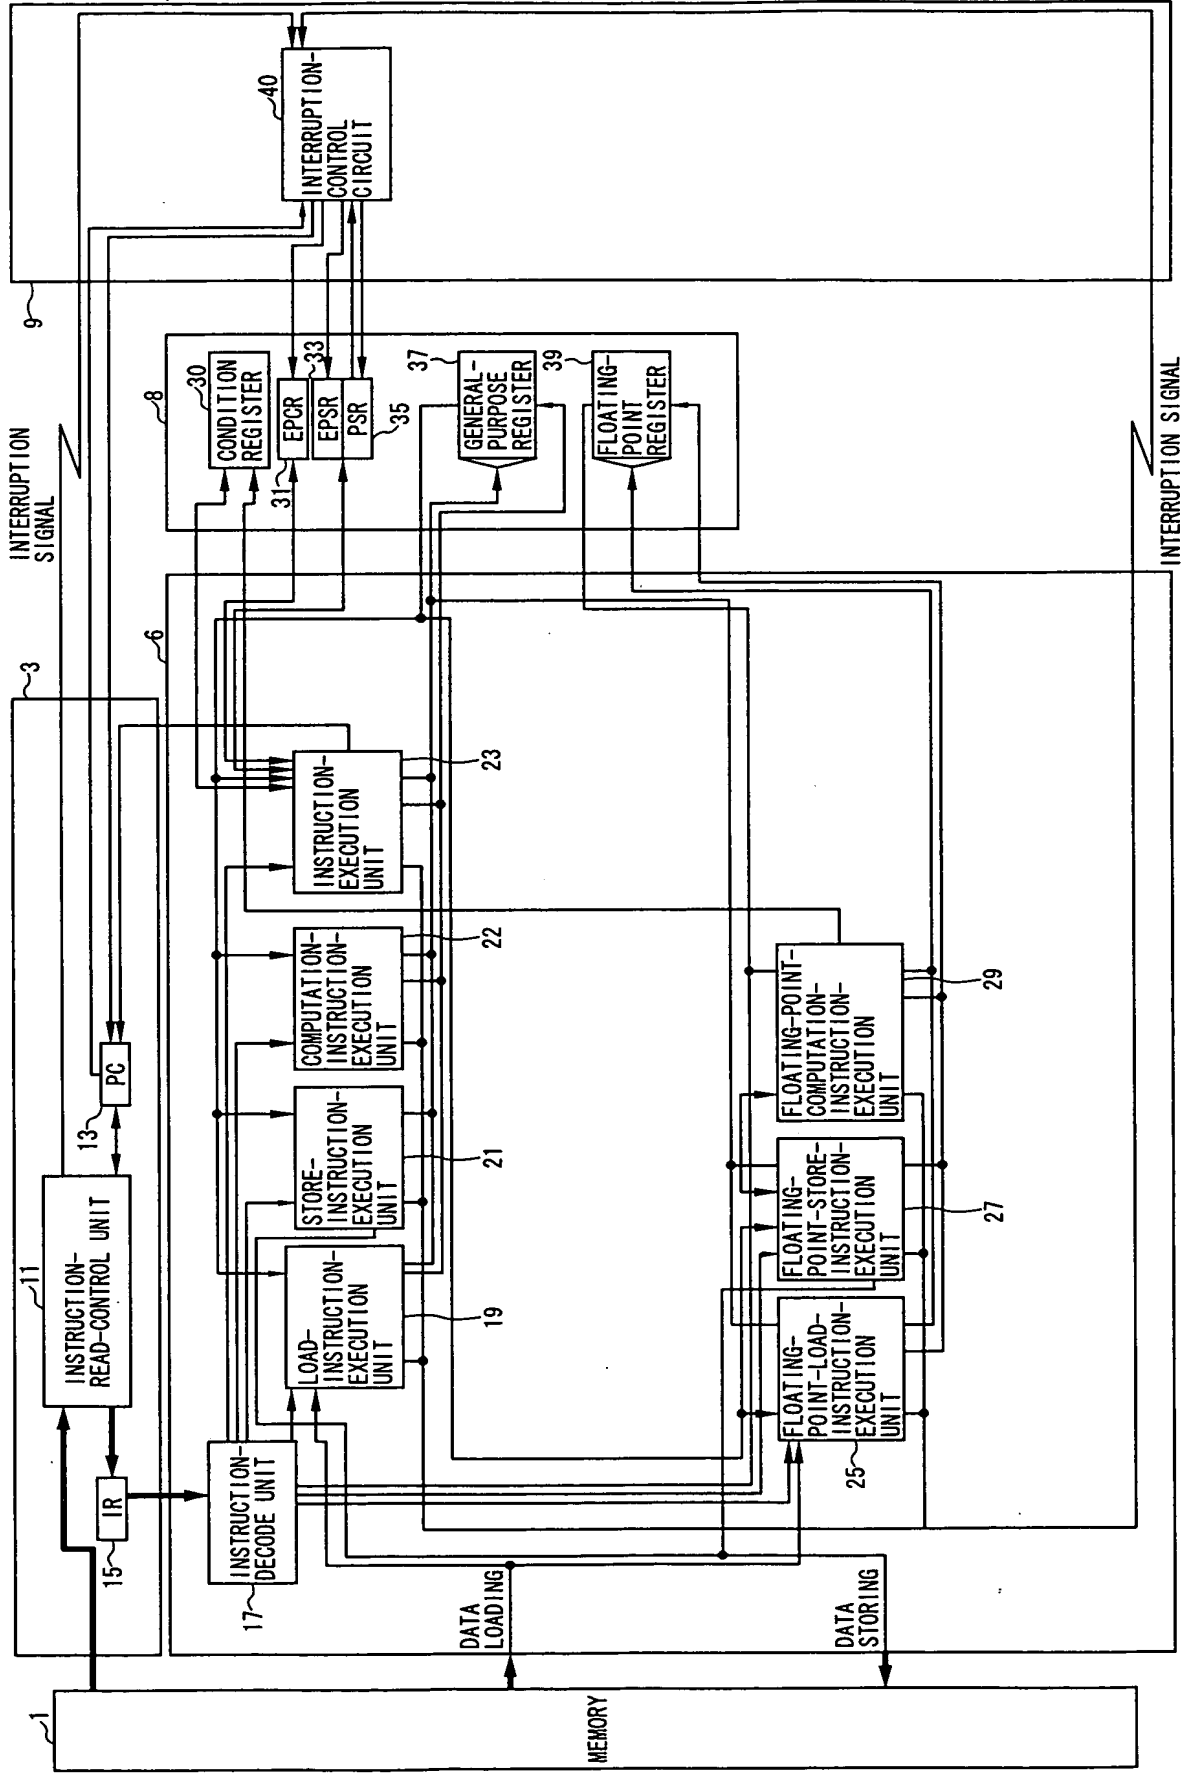 1
MEMORY
DATA
LOADING
DATA
STORING
3
11
INSTRUCTION-
READ-CONTROL UNIT
13
PC
15
IR
INTERRUPTION
SIGNAL
6
17
INSTRUCTION-
DECODE UNIT
LOAD-
INSTRUCTION-
EXECUTION
UNIT
19
STORE-
INSTRUCTION-
EXECUTION
UNIT
21
COMPUTATION-
INSTRUCTION-
EXECUTION
UNIT
22
INSTRUCTION-
EXECUTION
UNIT
23
FLOATING-
POINT-LOAD-
INSTRUCTION-
EXECUTION
UNIT
25
FLOATING-
POINT-STORE-
INSTRUCTION-
EXECUTION
UNIT
27
FLOATING-POINT-
COMPUTATION-
INSTRUCTION-
EXECUTION
UNIT
29
8
30
CONDITION
REGISTER
31
EPCR
33
EPSR
PSR
35
37
GENERAL-
PURPOSE
REGISTER
39
FLOATING-
POINT
REGISTER
9
40
INTERRUPTION-
CONTROL
CIRCUIT
INTERRUPTION SIGNAL